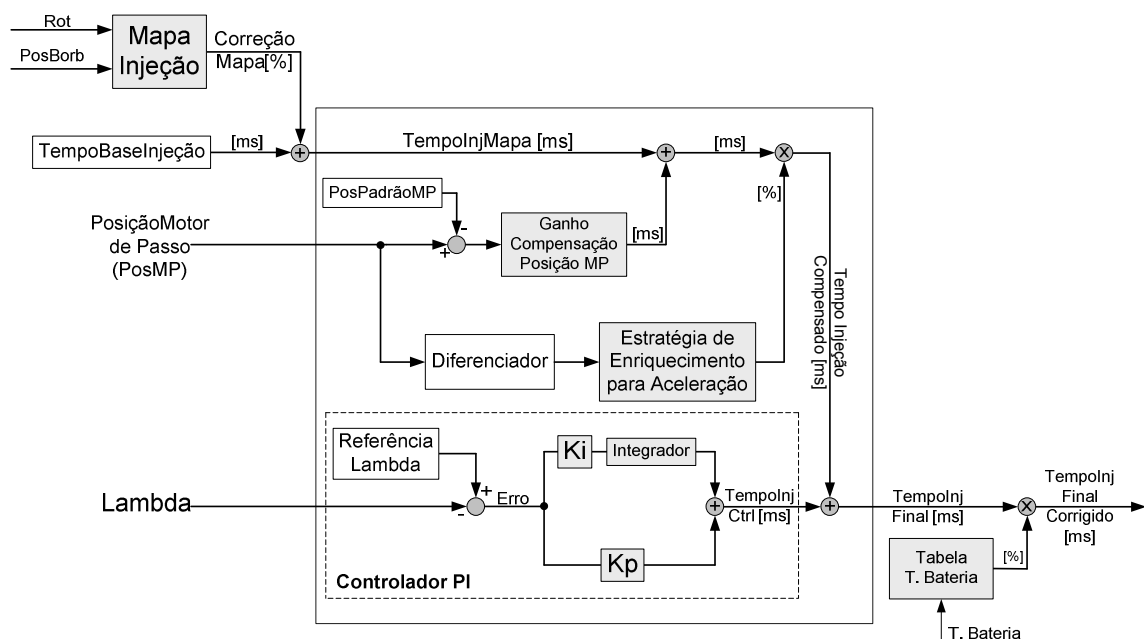 Rot
PosBorb
Mapa
Injeção
Correção
Mapa[%]
TempoBaseInjeção
[ms]
+
TempoInjMapa [ms]
+
[ms]
x
[%]
PosPadrãoMP
-
+
Ganho
Compensação
Posição MP
[ms]
PosiçãoMotor
de Passo
(PosMP)
Diferenciador
Estratégia de
Enriquecimento
para Aceleração
Tempo Injeção
Compensado [ms]
Referência
Lambda
Lambda
+
-
Erro
Ki
Integrador
Kp
+
TempoInj
Ctrl [ms]
+
Controlador PI
TempoInj
Final [ms]
x
TempoInj
Final
Corrigido
[ms]
Tabela
T. Bateria
[%]
T. Bateria